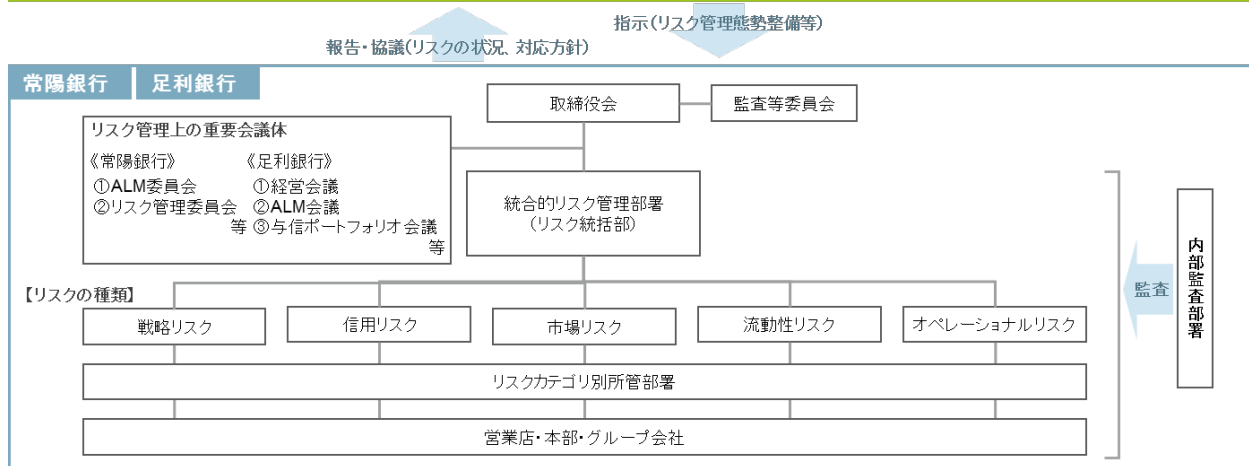 指示(リスク管理態勢整備等)
報告・協議(リスクの状況、対応方針)
常陽銀行
足利銀行
取締役会
監査等委員会
リスク管理上の重要会議体
《常陽銀行》
①ALM委員会
②リスク管理委員会
等
《足利銀行》
①経営会議
②ALM会議
③与信ポートフォリオ会議
等
統合的リスク管理部署
(リスク統括部)
【リスクの種類】
戦略リスク
信用リスク
市場リスク
流動性リスク
オペレーショナルリスク
リスクカテゴリ別所管部署
営業店・本部・グループ会社
監査
内部監査部署